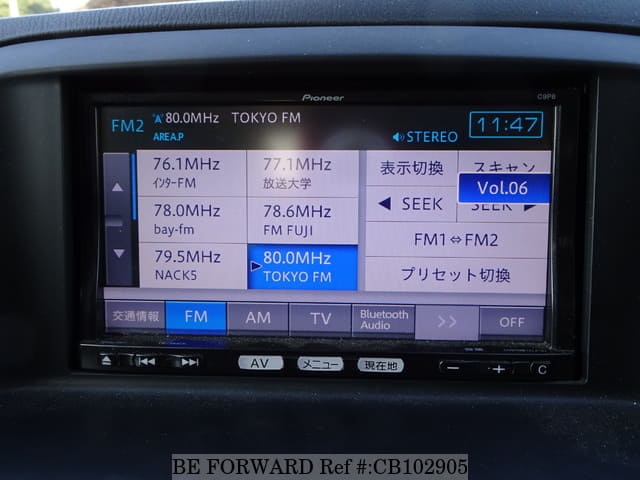 Pioneer
C9P8
FM2 80.0MHz TOKYO FM
AREA.P
STEREO
11:47
76.1MHz
インターFM
77.1MHz
放送大学
表示切換
スキャン
Vol.06
78.0MHz
bay-fm
78.6MHz
FM FUJI
◀ SEEK
SEEK ▶
79.5MHz
NACK5
80.0MHz
TOKYO FM
FM1⇔FM2
プリセット切換
交通情報
FM
AM
TV
Bluetooth
Audio
>>
OFF
AV
メニュー
現在地
− + C
BE FORWARD Ref #:CB102905